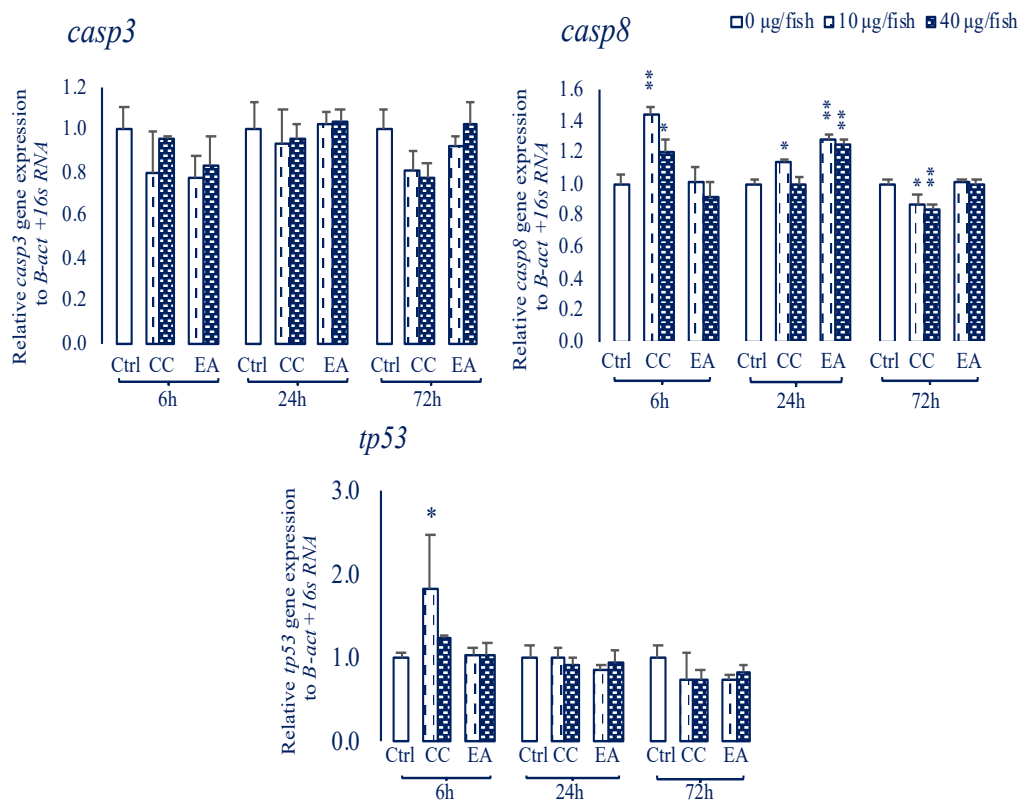 casp3
casp8
0 µg/fish 10 µg/fish 40 µg/fish
Relative casp3 gene expression
to B-act +16s RNA
1.2
1.0
0.8
0.6
0.4
0.2
0.0
Ctrl CC EA Ctrl CC EA Ctrl CC EA
6h 24h 72h
Relative casp8 gene expression
to B-act +16s RNA
1.6
1.4
1.2
1.0
0.8
0.6
0.4
0.2
0.0
** * * ** ** * **
Ctrl CC EA Ctrl CC EA Ctrl CC EA
6h 24h 72h
tp53
Relative tp53 gene expression
to B-act +16s RNA
3.0
2.0
1.0
0.0
*
Ctrl CC EA Ctrl CC EA Ctrl CC EA
6h 24h 72h